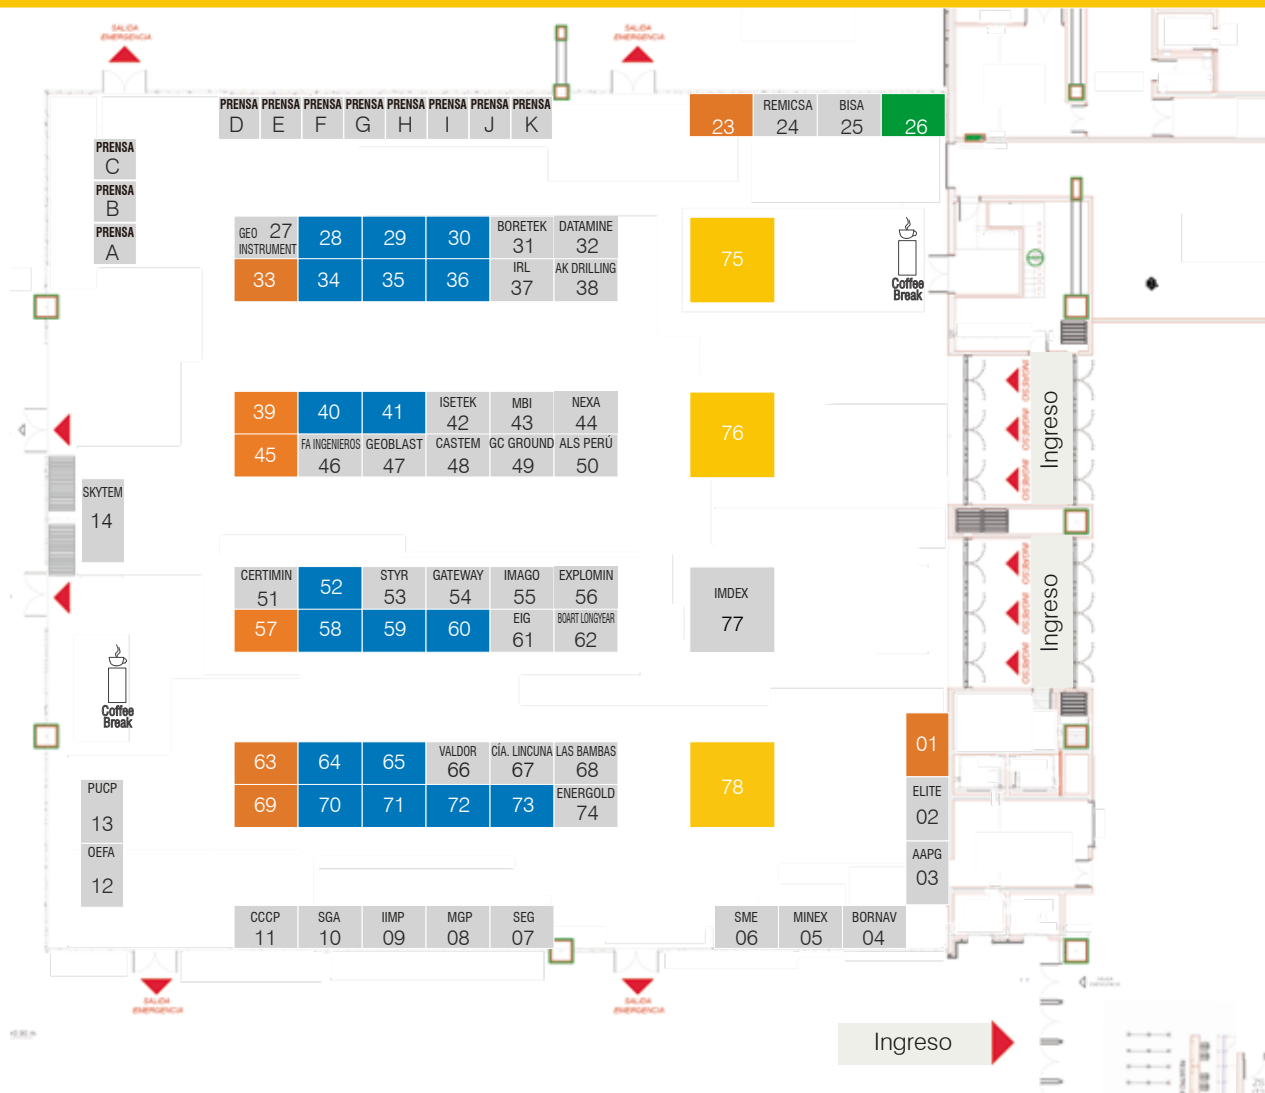 SALIDA
EMERGENCIA
SALIDA
EMERGENCIA
PRENSA PRENSA PRENSA PRENSA PRENSA PRENSA PRENSA PRENSA
D E F G H I J K
23
REMICSA
24
BISA
25
26
PRENSA
C
PRENSA
B
PRENSA
A
GEO 27
INSTRUMENT
28
29
30
BORETEK
31
DATAMINE
32
33
34
35
36
IRL
37
AK DRILLING
38
75
Coffee
Break
39
40
41
ISETEK
42
MBI
43
NEXA
44
45
FA INGENIEROS
46
GEOBLAST
47
CASTEM
48
GC GROUND
49
ALS PERÚ
50
76
INGRESO
INGRESO
INGRESO
Ingreso
SKYTEM
14
CERTIMIN
51
52
STYR
53
GATEWAY
54
IMAGO
55
EXPLOMIN
56
57
58
59
60
EIG
61
BOART LONGYEAR
62
IMDEX
77
INGRESO
INGRESO
INGRESO
Ingreso
Coffee
Break
63
64
65
VALDOR
66
CÍA. LINCUNA
67
LAS BAMBAS
68
69
70
71
72
73
ENERGOLD
74
78
01
ELITE
02
AAPG
03
PUCP
13
OEFA
12
CCCP
11
SGA
10
IIMP
09
MGP
08
SEG
07
SME
06
MINEX
05
BORNAV
04
SALIDA
EMERGENCIA
SALIDA
EMERGENCIA
Ingreso